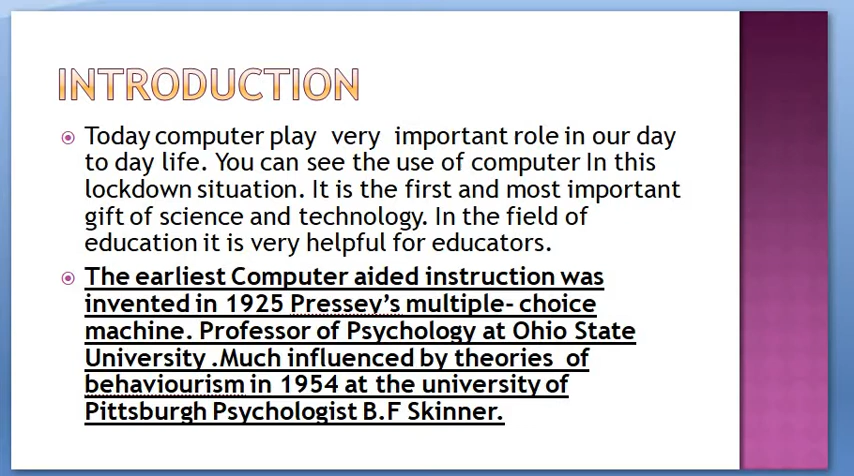 INTRODUCTION
Today computer play very important role in our day
to day life. You can see the use of computer In this
lockdown situation. It is the first and most important
gift of science and technology. In the field of
education it is very helpful for educators.
The earliest Computer aided instruction was
invented in 1925 Pressey's multiple- choice
machine. Professor of Psychology at Ohio State
University .Much influenced by theories of
behaviourism in 1954 at the university of
Pittsburgh Psychologist B.F Skinner.